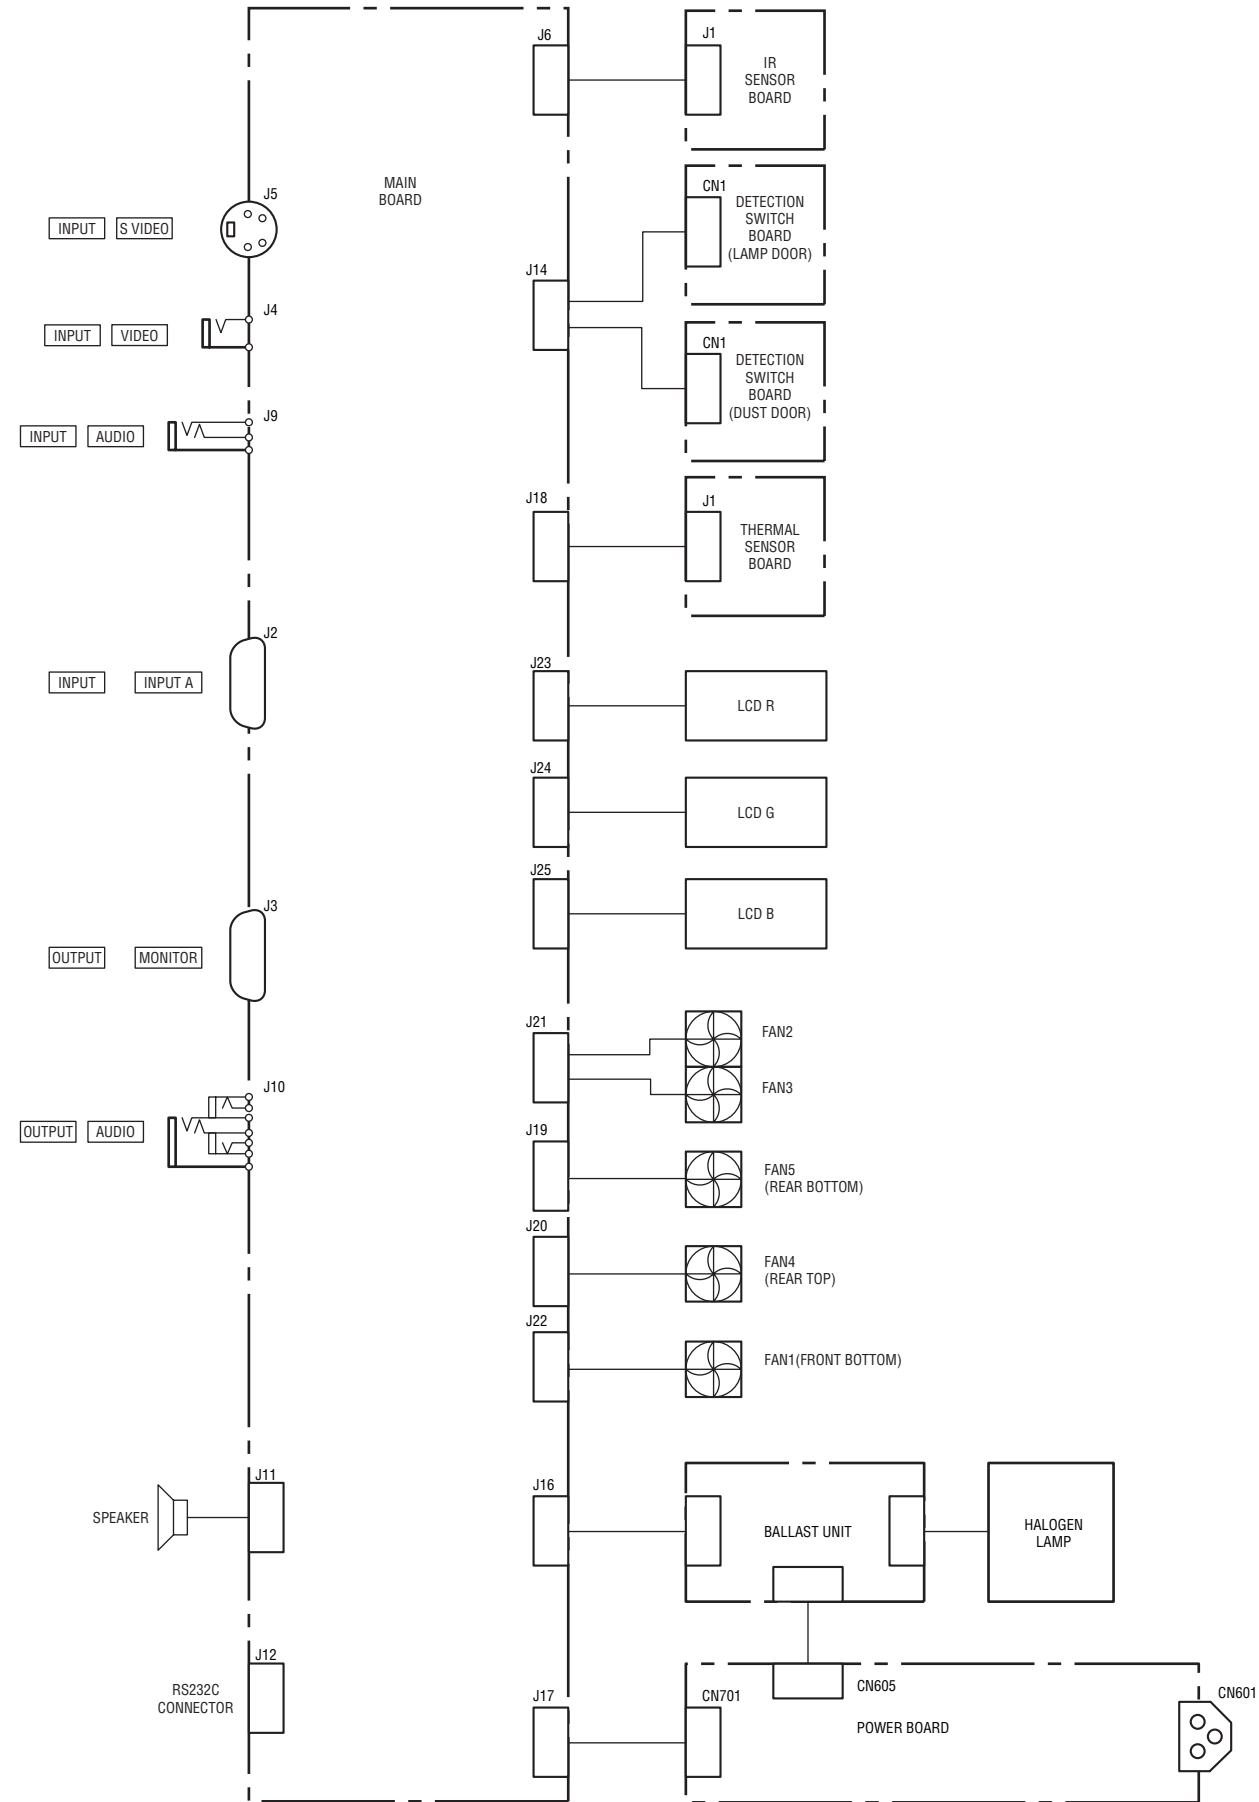 J6
J1
IR
SENSOR
BOARD
MAIN
BOARD
CN1
DETECTION
SWITCH
BOARD
(LAMP DOOR)
J5
INPUT S VIDEO
J14
J4
INPUT VIDEO
CN1
DETECTION
SWITCH
BOARD
(DUST DOOR)
J9
INPUT AUDIO
J18
J1
THERMAL
SENSOR
BOARD
J2
INPUT INPUT A
J23
LCD R
J24
LCD G
J25
LCD B
J3
OUTPUT MONITOR
J21
FAN2
FAN3
J10
OUTPUT AUDIO
J19
FAN5
(REAR BOTTOM)
J20
FAN4
(REAR TOP)
J22
FAN1(FRONT BOTTOM)
J11
SPEAKER
J16
BALLAST UNIT
HALOGEN
LAMP
J12
RS232C
CONNECTOR
J17
CN701
CN605
POWER BOARD
CN601